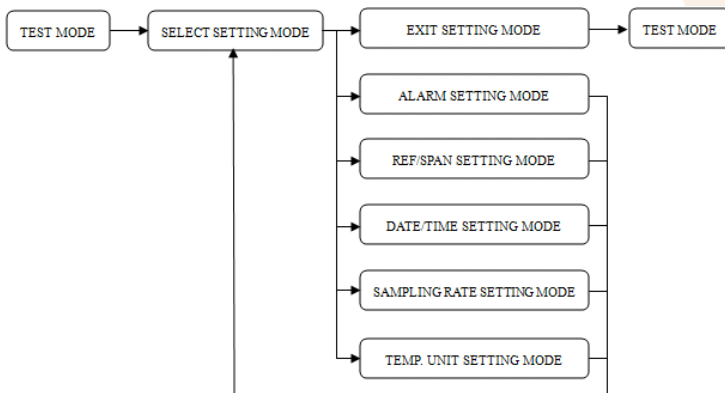 TEST MODE
SELECT SETTING MODE
EXIT SETTING MODE
TEST MODE
ALARM SETTING MODE
REF/SPAN SETTING MODE
DATE/TIME SETTING MODE
SAMPLING RATE SETTING MODE
TEMP. UNIT SETTING MODE